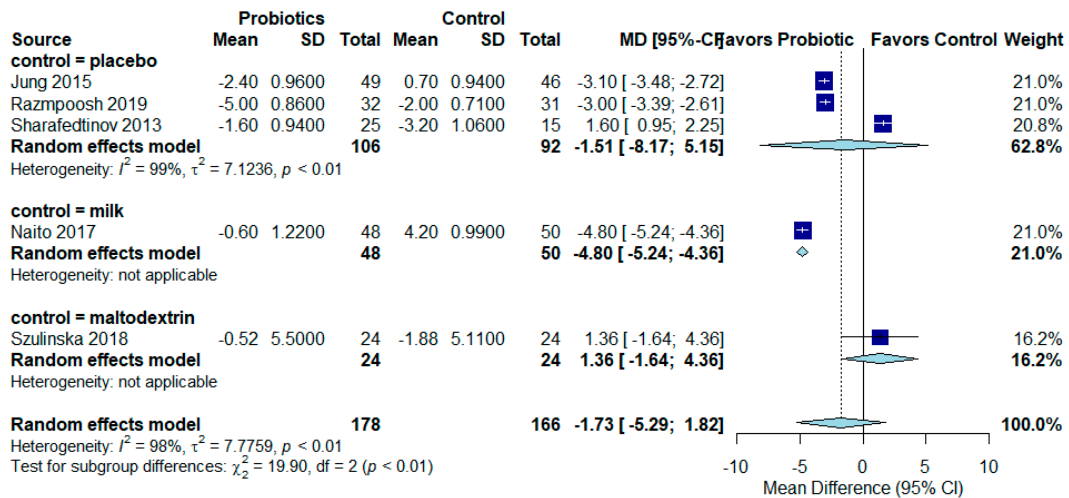 Probiotics Control
Source Mean SD Total Mean SD Total MD [95%-CI] Favors Probiotic Favors Control Weight
control = placebo
Jung 2015 -2.40 0.9600 49 0.70 0.9400 46 -3.10 [-3.48; -2.72] 21.0%
Razmpoosh 2019 -5.00 0.8600 32 -2.00 0.7100 31 -3.00 [-3.39; -2.61] 21.0%
Sharafedtinov 2013 -1.60 0.9400 25 -3.20 1.0600 15 1.60 [ 0.95; 2.25] 20.8%
Random effects model 106 92 -1.51 [-8.17; 5.15] 62.8%
Heterogeneity: I² = 99%, τ² = 7.1236, p < 0.01
control = milk
Naito 2017 -0.60 1.2200 48 4.20 0.9900 50 -4.80 [-5.24; -4.36] 21.0%
Random effects model 48 50 -4.80 [-5.24; -4.36] 21.0%
Heterogeneity: not applicable
control = maltodextrin
Szulinska 2018 -0.52 5.5000 24 -1.88 5.1100 24 1.36 [-1.64; 4.36] 16.2%
Random effects model 24 24 1.36 [-1.64; 4.36] 16.2%
Heterogeneity: not applicable
Random effects model 178 166 -1.73 [-5.29; 1.82] 100.0%
Heterogeneity: I² = 98%, τ² = 7.7759, p < 0.01
Test for subgroup differences: χ²₂ = 19.90, df = 2 (p < 0.01)
-10 -5 0 5 10
Mean Difference (95% CI)